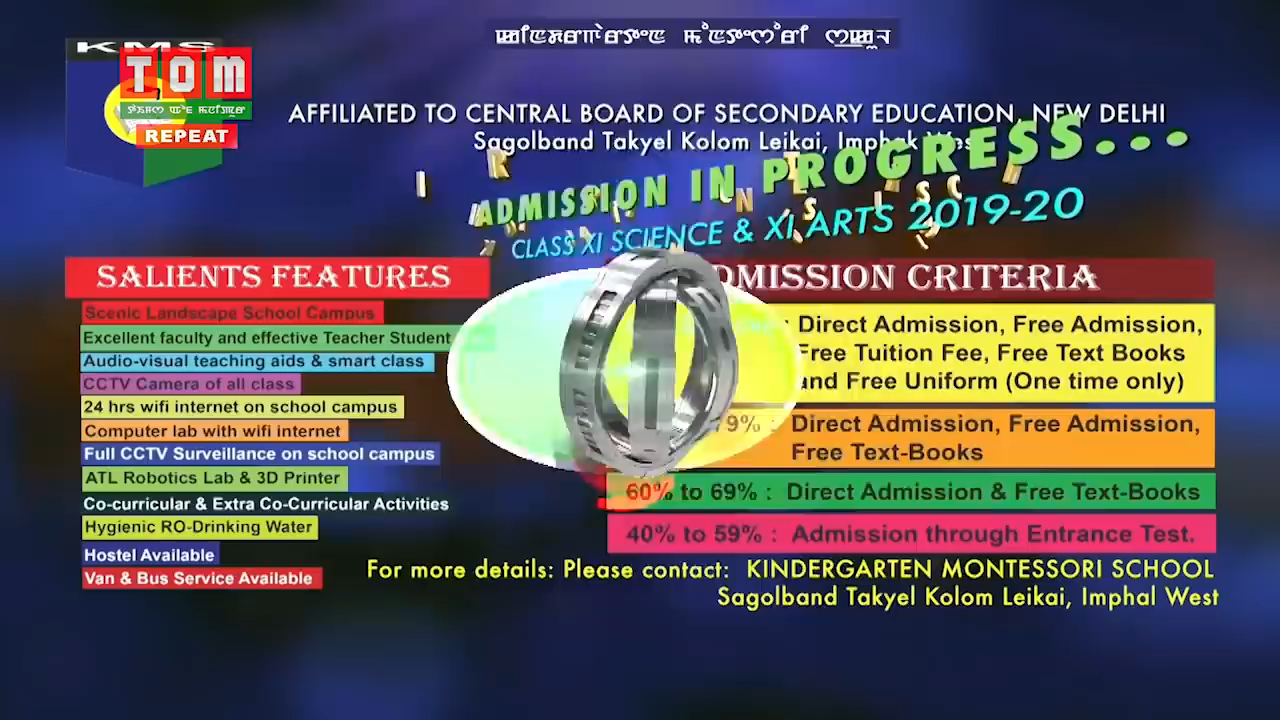 KMS
TOM
REPEAT
AFFILIATED TO CENTRAL BOARD OF SECONDARY EDUCATION, NEW DELHI
Sagolband Takyel Kolom Leikai, Imphal West
ADMISSION IN PROGRESS...
CLASS XI SCIENCE & XI ARTS 2019-20
SALIENTS FEATURES
Scenic Landscape School Campus
Excellent faculty and effective Teacher Student
Audio-visual teaching aids & smart class
CCTV Camera of all class
24 hrs wifi internet on school campus
Computer lab with wifi internet
Full CCTV Surveillance on school campus
ATL Robotics Lab & 3D Printer
Co-curricular & Extra Co-Curricular Activities
Hygienic RO-Drinking Water
Hostel Available
Van & Bus Service Available
ADMISSION CRITERIA
: Direct Admission, Free Admission,
Free Tuition Fee, Free Text Books
and Free Uniform (One time only)
79% : Direct Admission, Free Admission,
Free Text-Books
60% to 69% : Direct Admission & Free Text-Books
40% to 59% : Admission through Entrance Test.
For more details: Please contact: KINDERGARTEN MONTESSORI SCHOOL
Sagolband Takyel Kolom Leikai, Imphal West